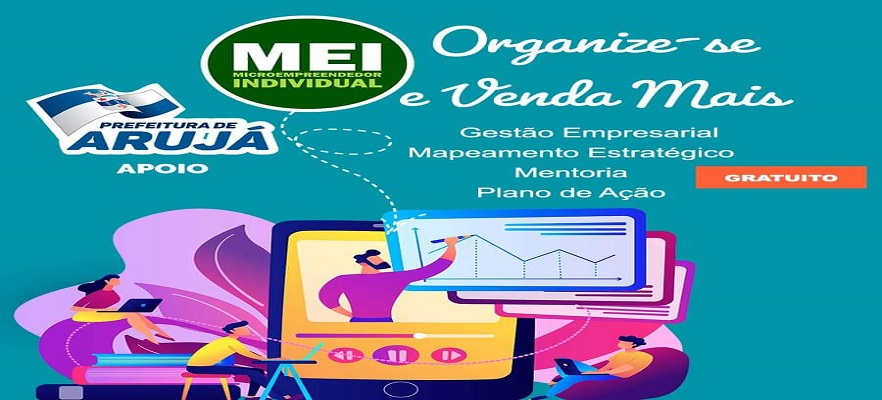 MEI
MICROEMPREENDEDOR
INDIVIDUAL
Organize-se
e Venda Mais
PREFEITURA DE
ARUJÁ
APOIO
Gestão Empresarial
Mapeamento Estratégico
Mentoria
Plano de Ação
GRATUITO